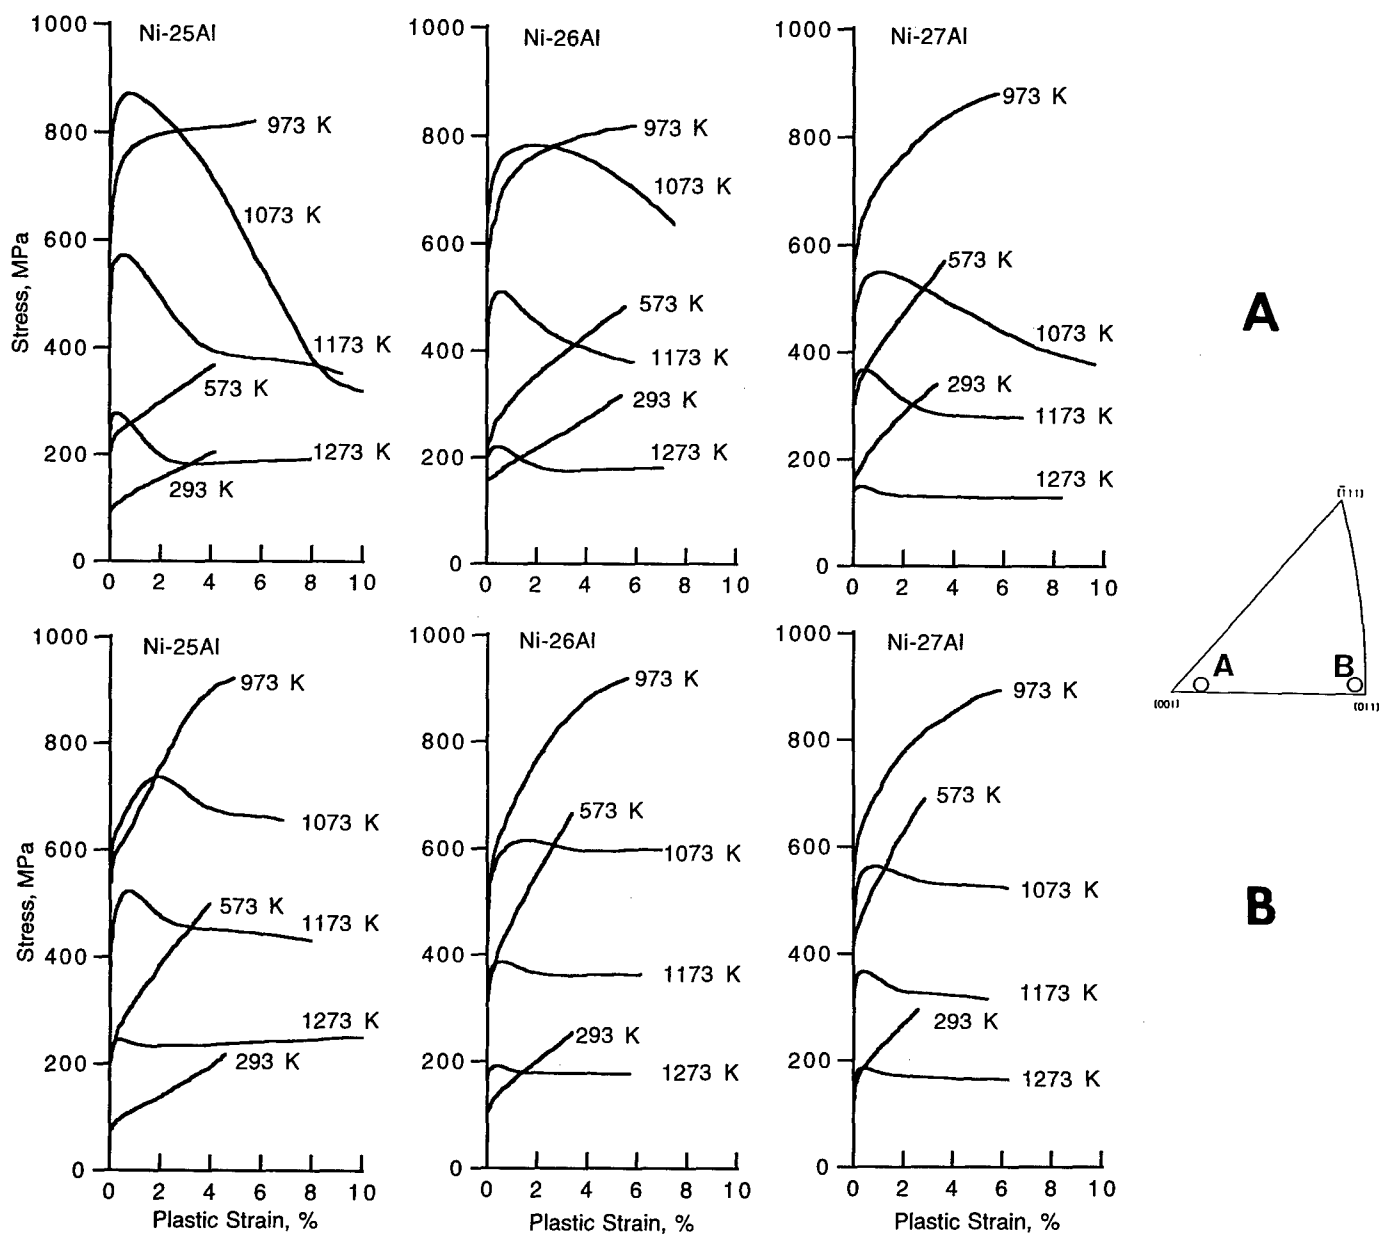 Ni-25Al
Stress, MPa
1000
800
600
400
200
0
0 2 4 6 8 10
973 K
1073 K
1173 K
573 K
1273 K
293 K
Ni-26Al
1000
800
600
400
200
0
0 2 4 6 8 10
973 K
1073 K
573 K
1173 K
293 K
1273 K
Ni-27Al
1000
800
600
400
200
0
0 2 4 6 8 10
973 K
573 K
1073 K
293 K
1173 K
1273 K
A
Ni-25Al
Stress, MPa
1000
800
600
400
200
0
0 2 4 6 8 10
Plastic Strain, %
973 K
1073 K
573 K
1173 K
1273 K
293 K
Ni-26Al
1000
800
600
400
200
0
0 2 4 6 8 10
Plastic Strain, %
973 K
573 K
1073 K
1173 K
293 K
1273 K
Ni-27Al
1000
800
600
400
200
0
0 2 4 6 8 10
Plastic Strain, %
973 K
573 K
1073 K
1173 K
293 K
1273 K
[1̄11]
A B
[001] [011]
B